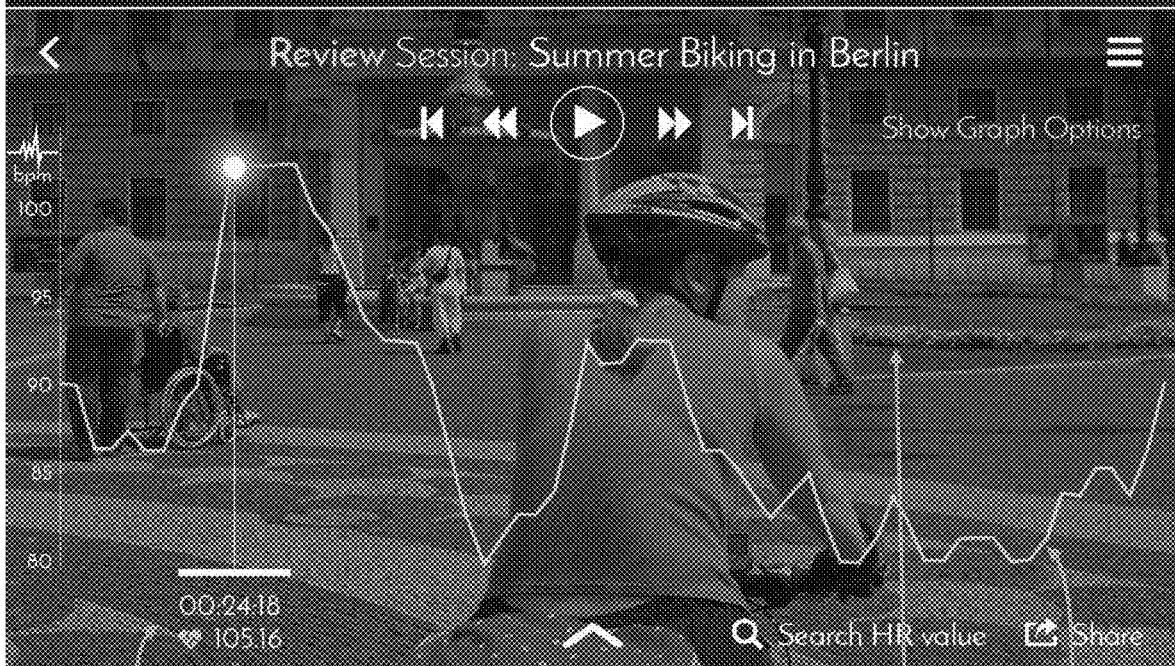 Review Session: Summer Biking in Berlin
Show Graph Options
bpm
100
95
90
85
80
00:24:18
105.16
Search HR value
Share